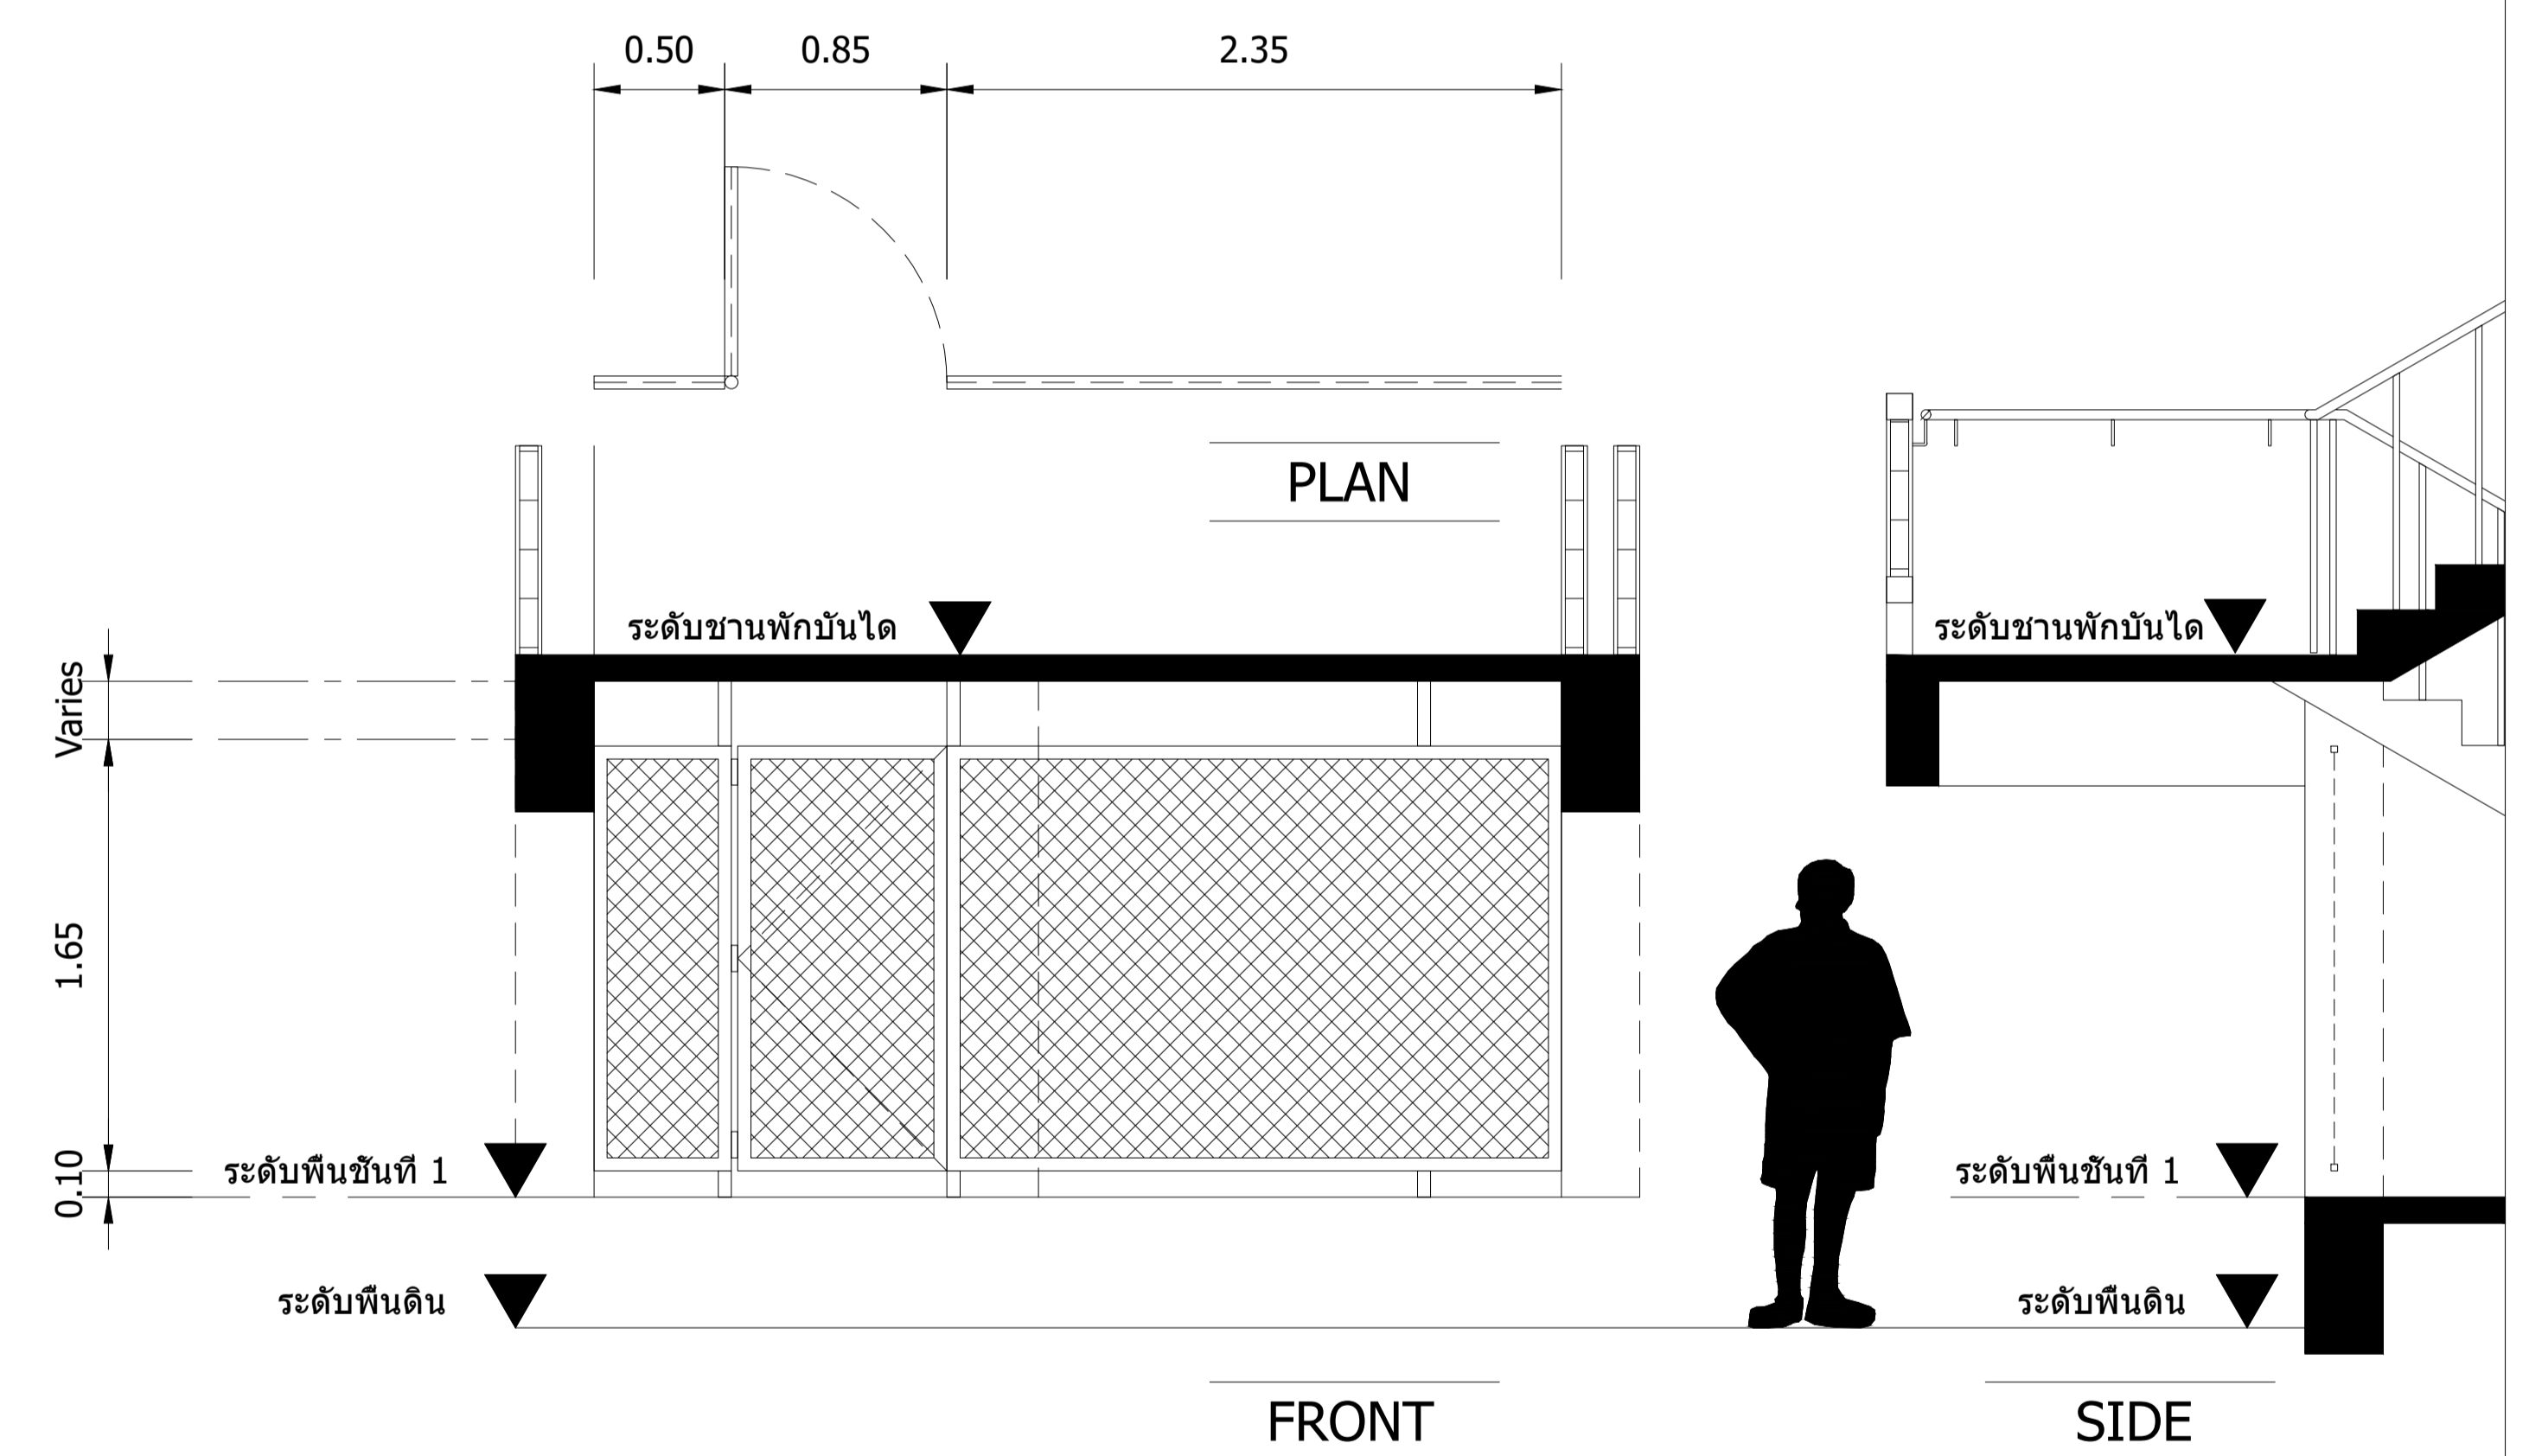 0.50 0.85 2.35
PLAN
ระดับชานพักบันได
ระดับชานพักบันได
Varies
1.65
0.10
ระดับพื้นชั้นที่ 1
ระดับพื้นชั้นที่ 1
ระดับพื้นดิน
ระดับพื้นดิน
FRONT
SIDE